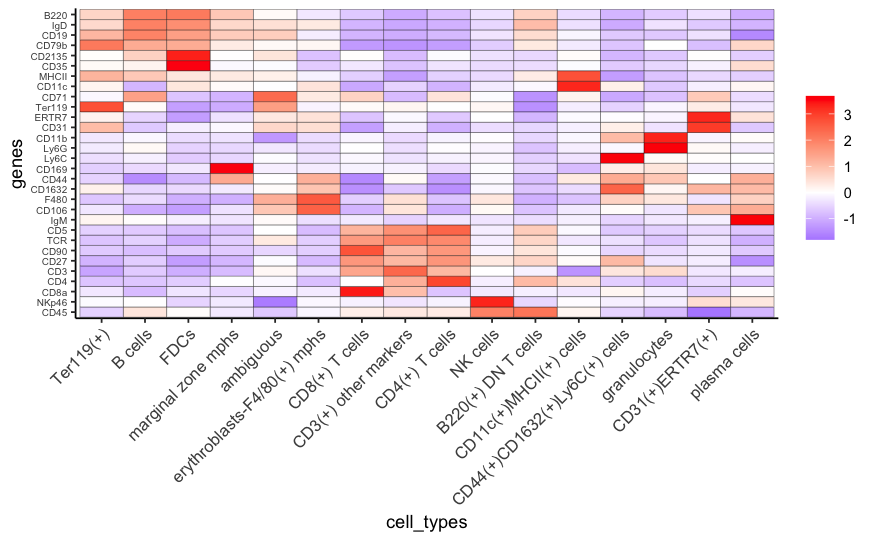 genes
B220
IgD
CD19
CD79b
CD2135
CD35
MHCII
CD11c
CD71
Ter119
ERTR7
CD31
CD11b
Ly6G
Ly6C
CD169
CD44
CD1632
F480
CD106
IgM
CD5
TCR
CD90
CD27
CD3
CD4
CD8a
NKp46
CD45
Ter119(+)
B cells
FDCs
marginal zone mphs
ambiguous
erythroblasts-F4/80(+) mphs
CD8(+) T cells
CD3(+) other markers
CD4(+) T cells
NK cells
B220(+) DN T cells
CD11c(+)MHCII(+) cells
CD44(+)CD1632(+)Ly6C(+) cells
granulocytes
CD31(+)ERTR7(+)
plasma cells
cell_types
3
2
1
0
-1